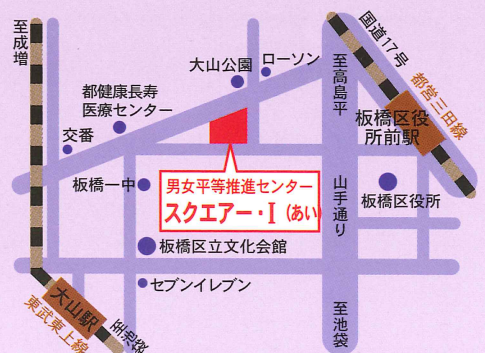 至成増
国道17号
大山公園
ローソン
至高島平
都営三田線
都健康長寿
医療センター
板橋区役
所前駅
交番
男女平等推進センター
スクエアー・I（あい）
板橋一中
山手通り
板橋区役所
板橋区立文化会館
セブンイレブン
大山駅
東武東上線
至池袋
至池袋